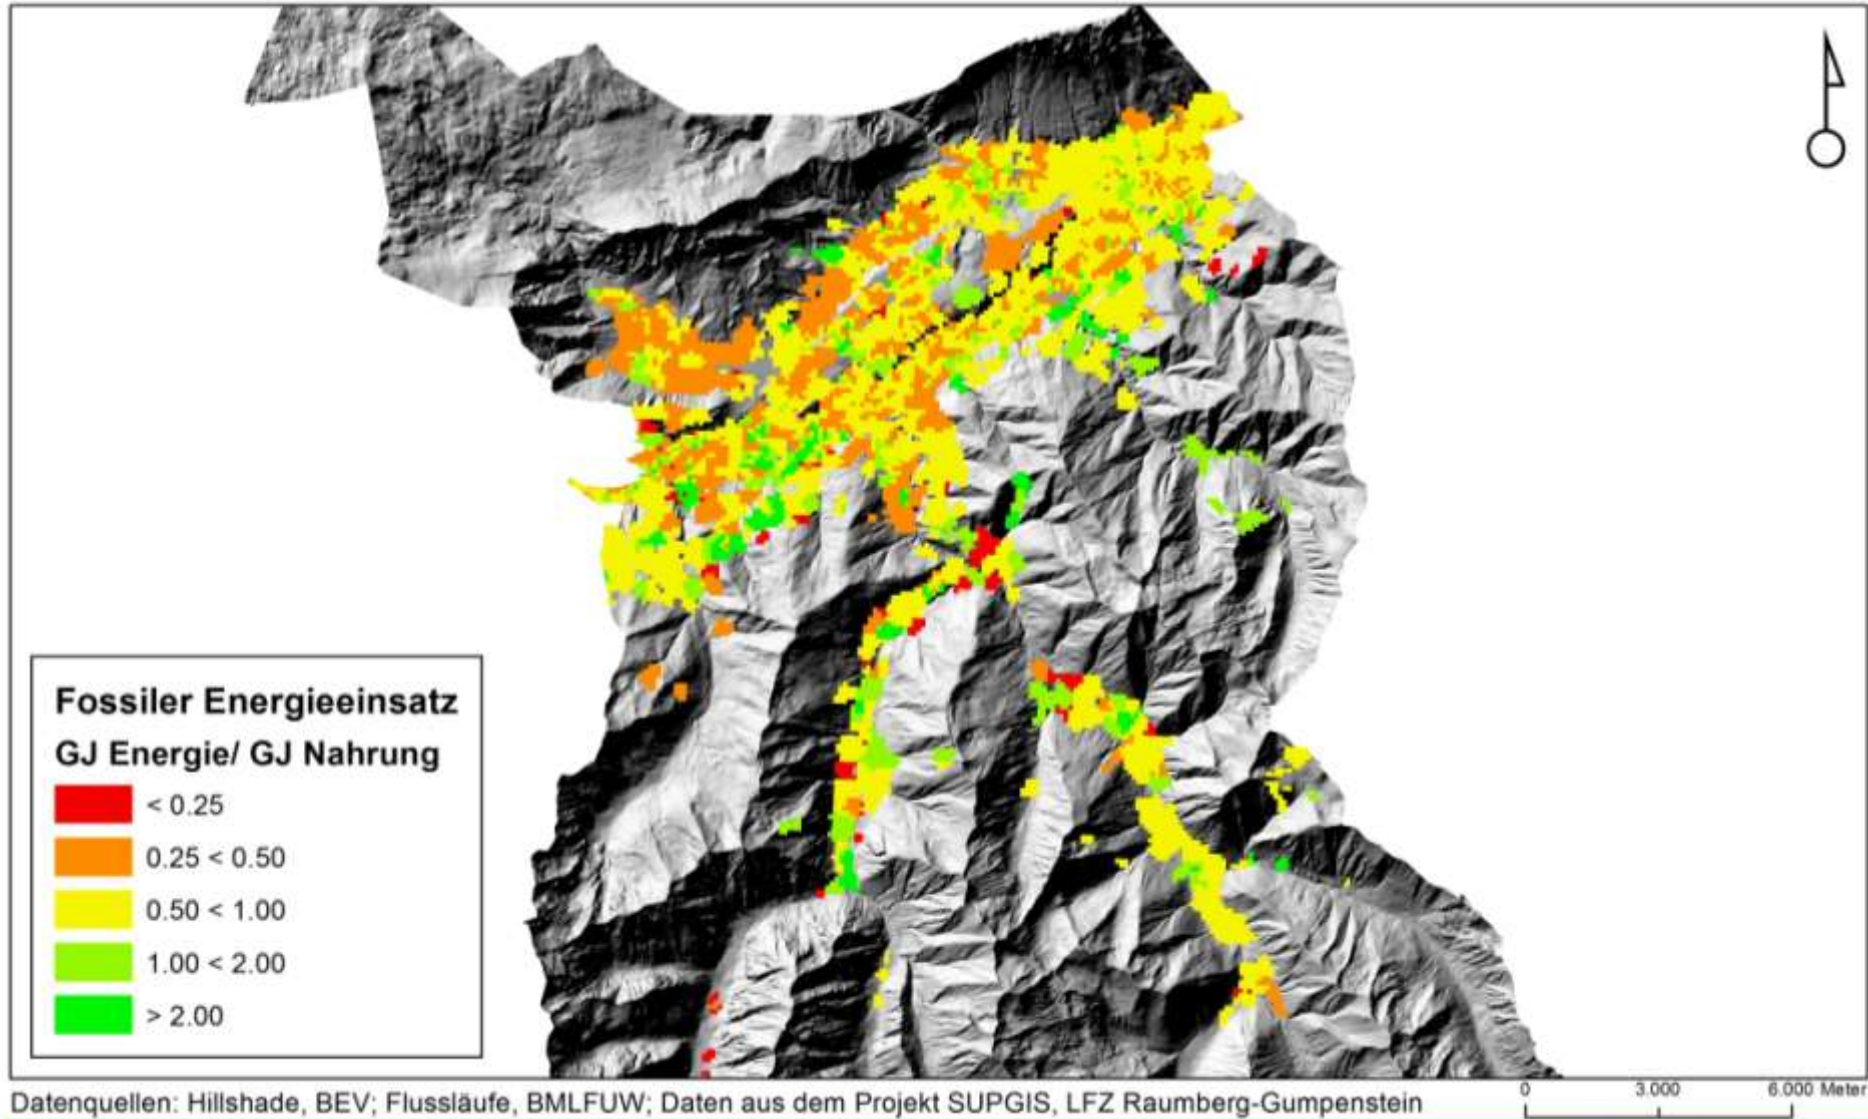 Fossiler Energieeinsatz
GJ Energie/ GJ Nahrung
< 0.25
0.25 < 0.50
0.50 < 1.00
1.00 < 2.00
> 2.00
Datenquellen: Hillshade, BEV; Flussläufe, BMLFUW; Daten aus dem Projekt SUPGIS, LFZ Raumberg-Gumpenstein
0 3.000 6.000 Meter